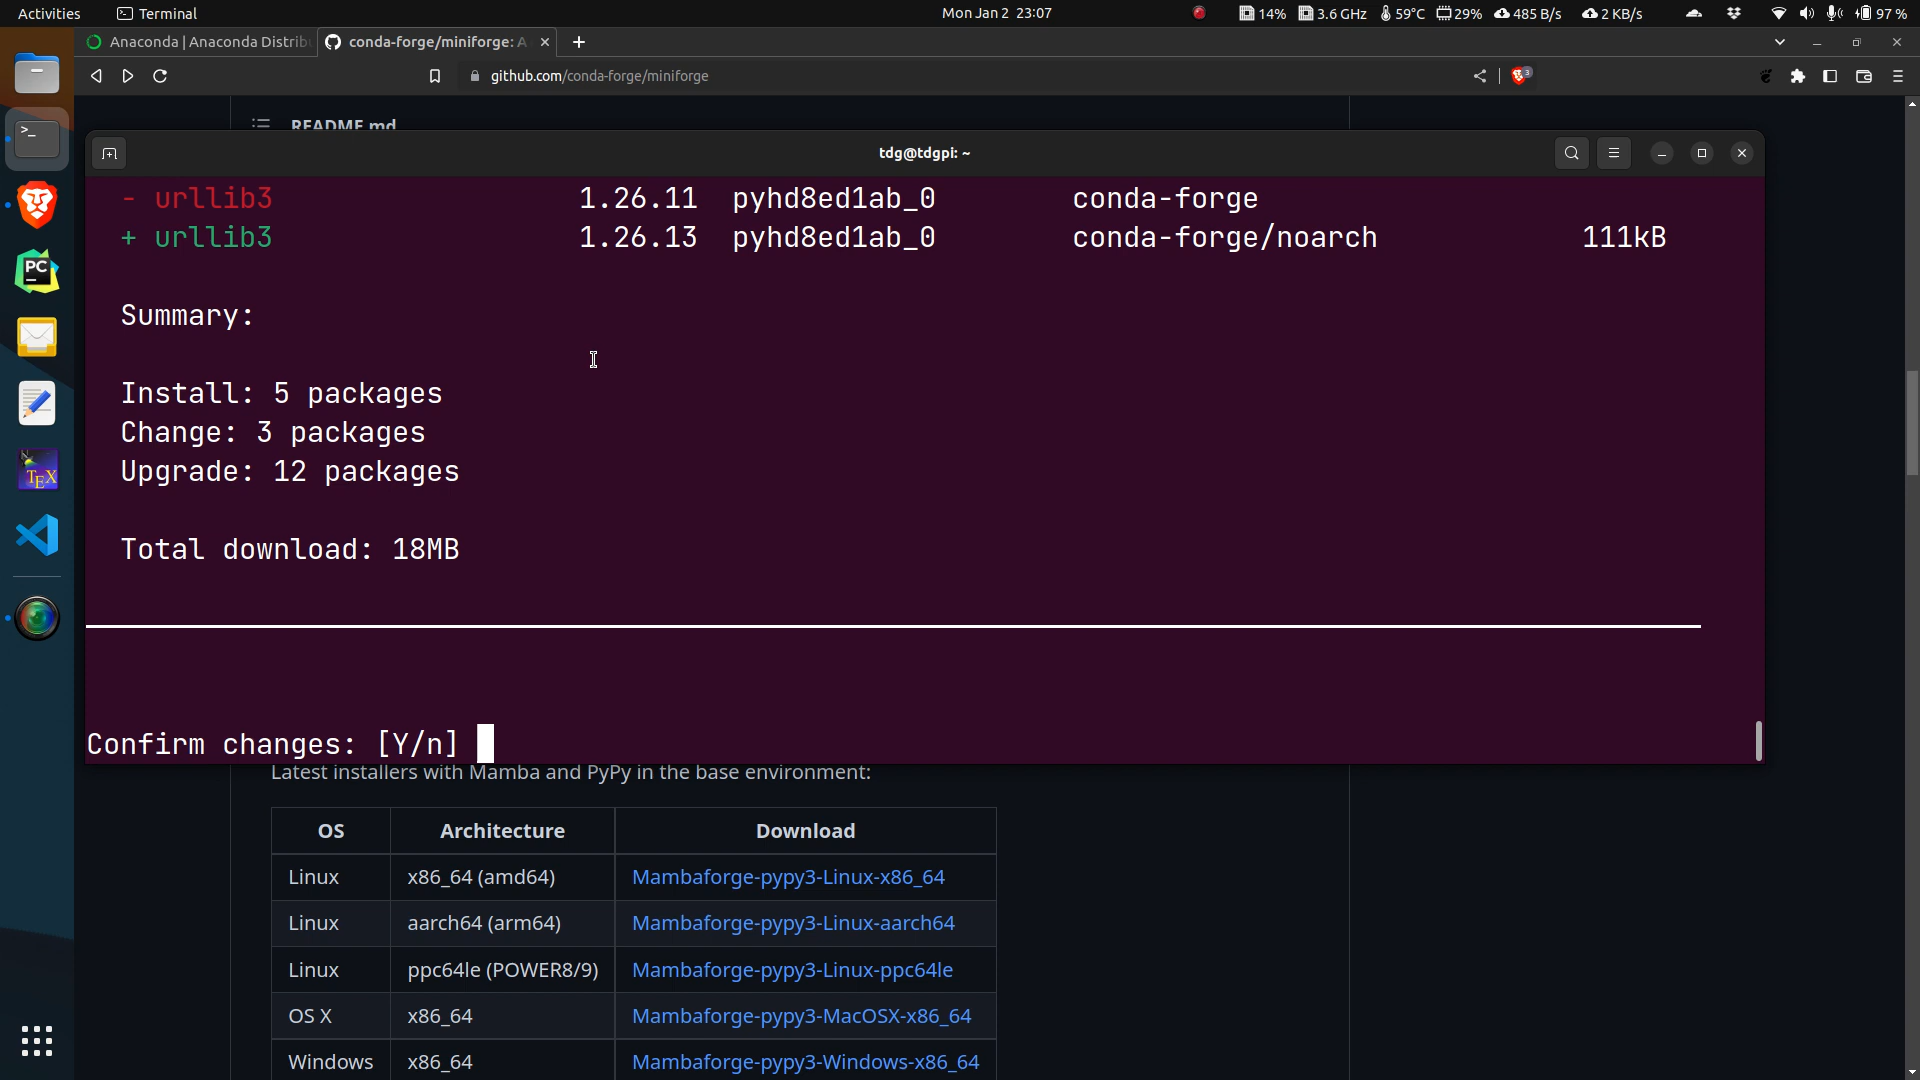 Activities Terminal Mon Jan 2 23:07 14% 3.6 GHz 59°C 29% 485 B/s 2 KB/s 97 %
Anaconda | Anaconda Distrib conda-forge/miniforge: A
github.com/conda-forge/miniforge 3
README.md
tdg@tdgpi: ~
- urllib3 1.26.11 pyhd8ed1ab_0 conda-forge
+ urllib3 1.26.13 pyhd8ed1ab_0 conda-forge/noarch 111kB
Summary:
Install: 5 packages
Change: 3 packages
Upgrade: 12 packages
Total download: 18MB
Confirm changes: [Y/n]
Latest installers with Mamba and PyPy in the base environment:
OS Architecture Download
Linux x86_64 (amd64) Mambaforge-pypy3-Linux-x86_64
Linux aarch64 (arm64) Mambaforge-pypy3-Linux-aarch64
Linux ppc64le (POWER8/9) Mambaforge-pypy3-Linux-ppc64le
OS X x86_64 Mambaforge-pypy3-MacOSX-x86_64
Windows x86_64 Mambaforge-pypy3-Windows-x86_64
>_
PC
TEX